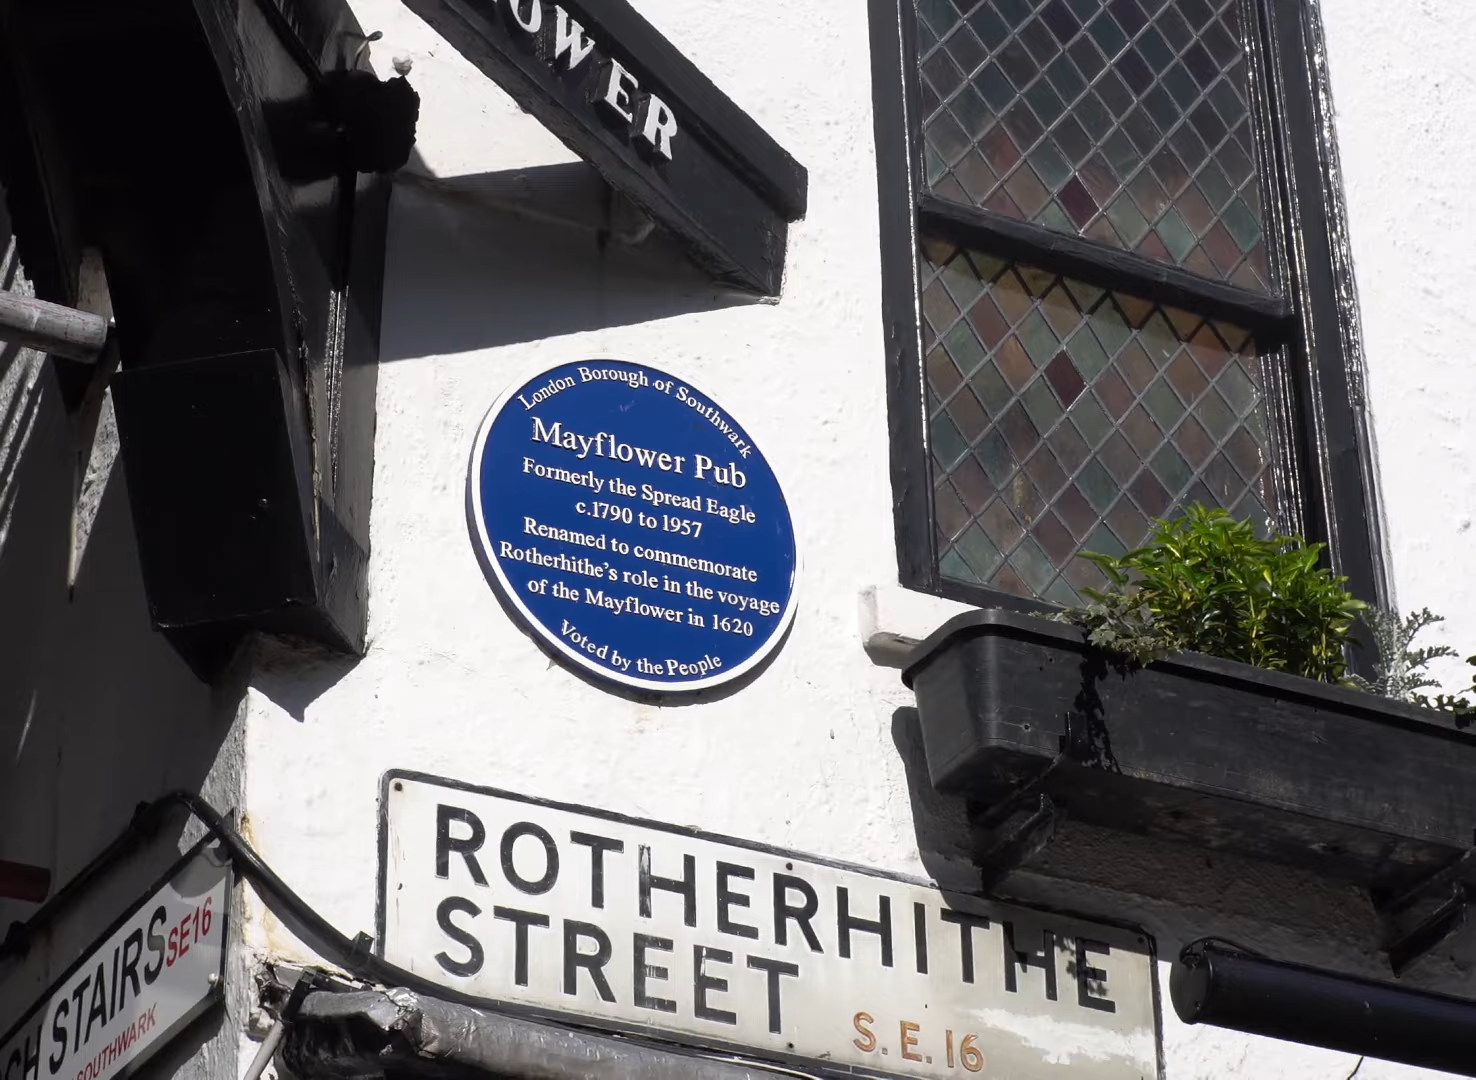 OWER
London Borough of Southwark
Mayflower Pub
Formerly the Spread Eagle
c.1790 to 1957
Renamed to commemorate
Rotherhithe's role in the voyage
of the Mayflower in 1620
Voted by the People
ROTHERHITHE
STREET
S.E.16
CH STAIRS SE16
SOUTHWARK